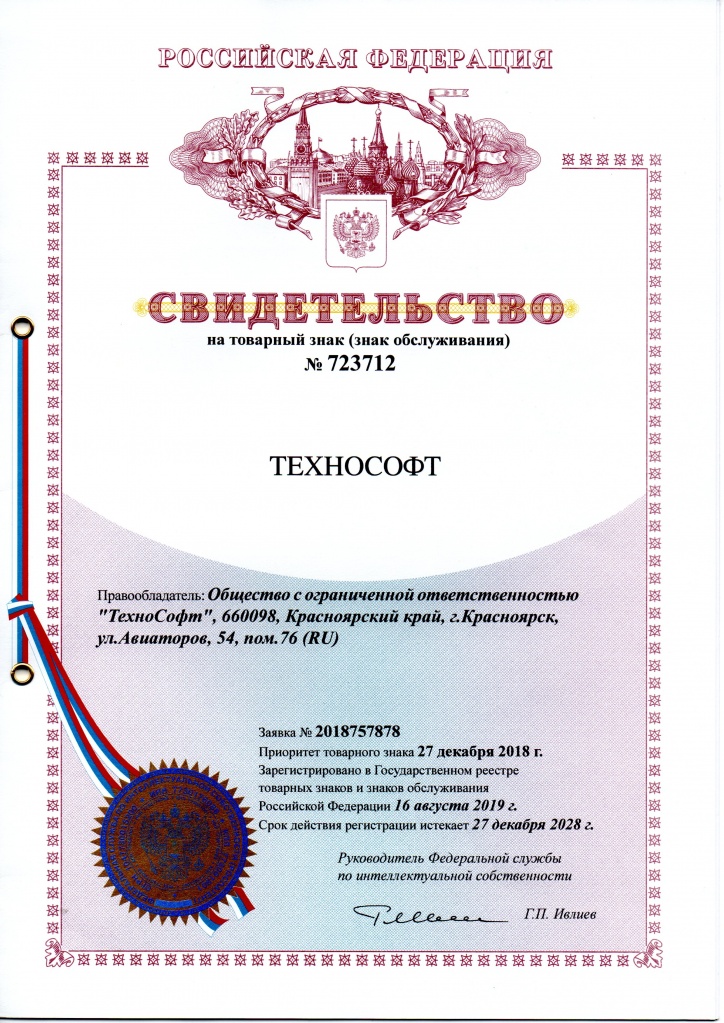 РОССИЙСКАЯ ФЕДЕРАЦИЯ
СВИДЕТЕЛЬСТВО
на товарный знак (знак обслуживания)
№ 723712
ТЕХНОСОФТ
Правообладатель: Общество с ограниченной ответственностью
"ТехноСофт", 660098, Красноярский край, г.Красноярск,
ул.Авиаторов, 54, пом.76 (RU)
Заявка № 2018757878
Приоритет товарного знака 27 декабря 2018 г.
Зарегистрировано в Государственном реестре
товарных знаков и знаков обслуживания
Российской Федерации 16 августа 2019 г.
Срок действия регистрации истекает 27 декабря 2028 г.
Руководитель Федеральной службы
по интеллектуальной собственности
Г.П. Ивлиев